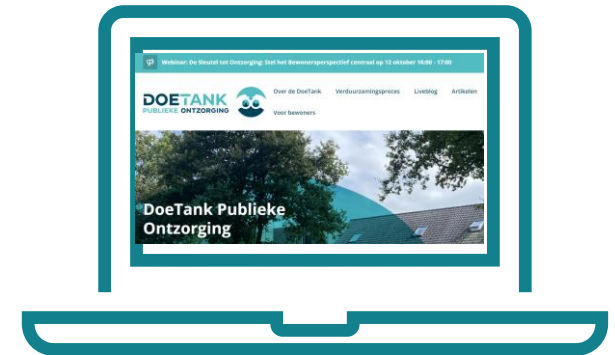 Webinar: De Sleutel tot Ontzorging: Stel het Bewonersperspectief centraal op 12 oktober 16:00 - 17:00
DOETANK
PUBLIEKE ONTZORGING
Over de DoeTank Verduurzamingsproces Liveblog Artikelen
Voor bewoners
DoeTank Publieke
Ontzorging